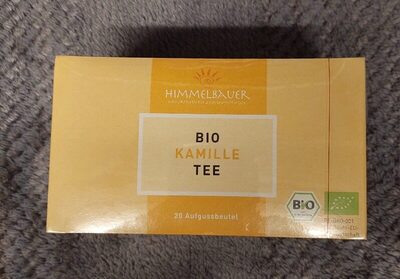 HIMMELBAUER
BIO
KAMILLE
TEE
20 Aufgussbeutel
BIO